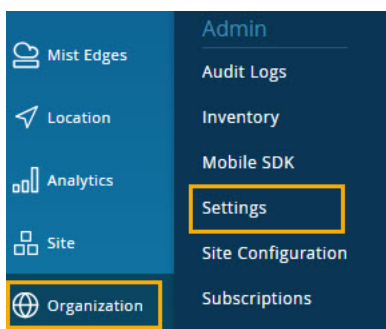 Mist Edges
Location
Analytics
Site
Organization
Admin
Audit Logs
Inventory
Mobile SDK
Settings
Site Configuration
Subscriptions